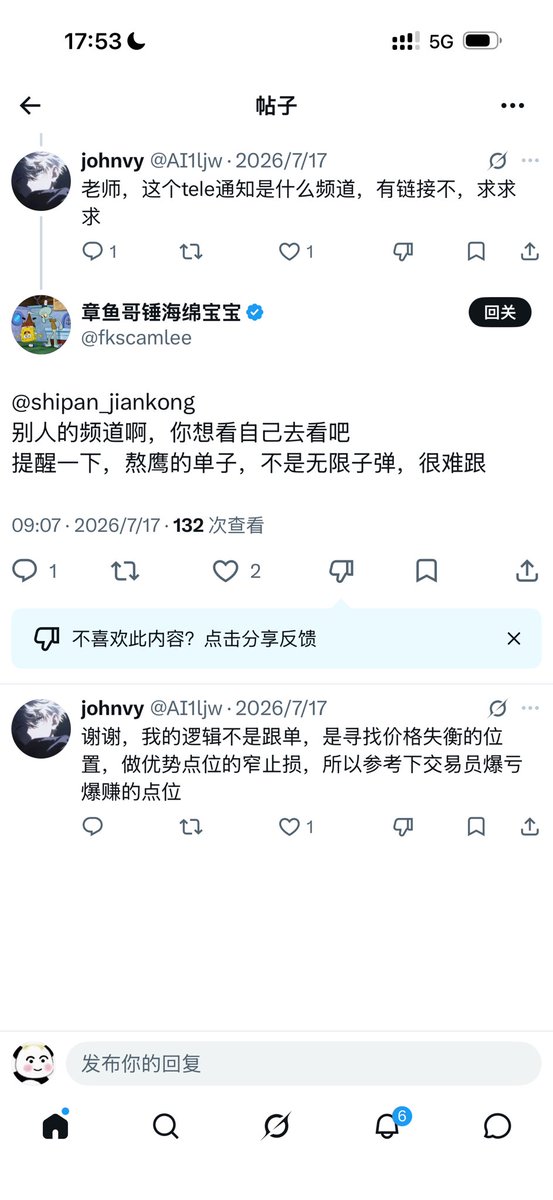 17:53
5G
帖子
johnvy @AI1ljw · 2026/7/17
老师，这个tele通知是什么频道，有链接不，求求
求
1
1
章鱼哥锤海绵宝宝
@fkscamlee
回关
@shipan_jiankong
别人的频道啊，你想看自己去看吧
提醒一下，熬鹰的单子，不是无限子弹，很难跟
09:07 · 2026/7/17 · 132 次查看
1
2
不喜欢此内容？点击分享反馈
johnvy @AI1ljw · 2026/7/17
谢谢，我的逻辑不是跟单，是寻找价格失衡的位
置，做优势点位的窄止损，所以参考下交易员爆亏
爆赚的点位
1
发布你的回复
6